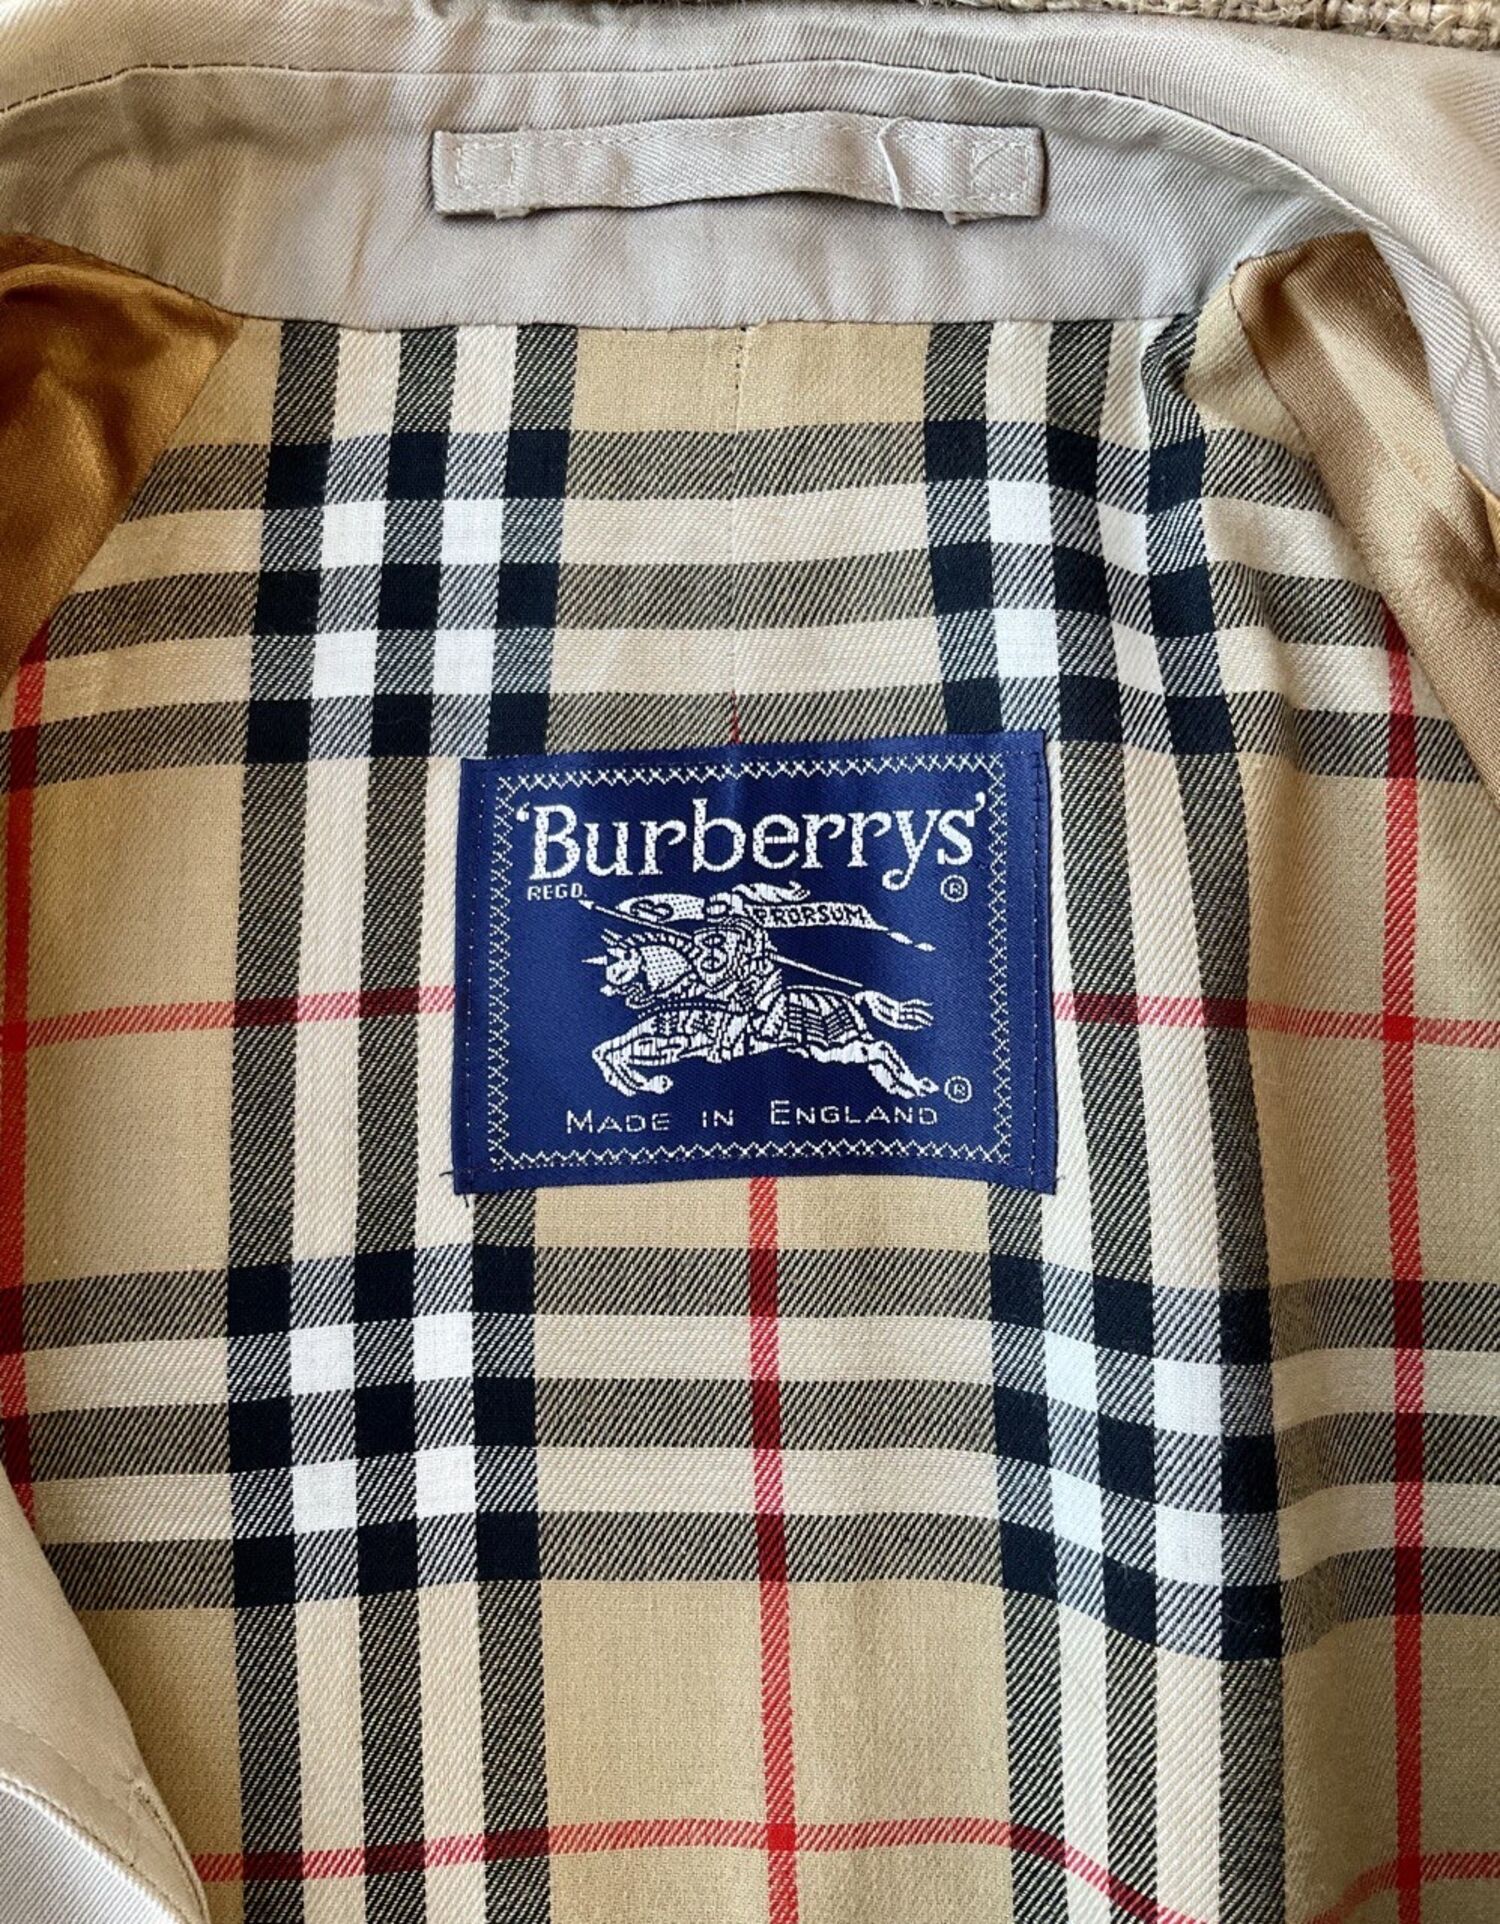 'Burberrys'
REGD. ®
PRORSUM
®
MADE IN ENGLAND